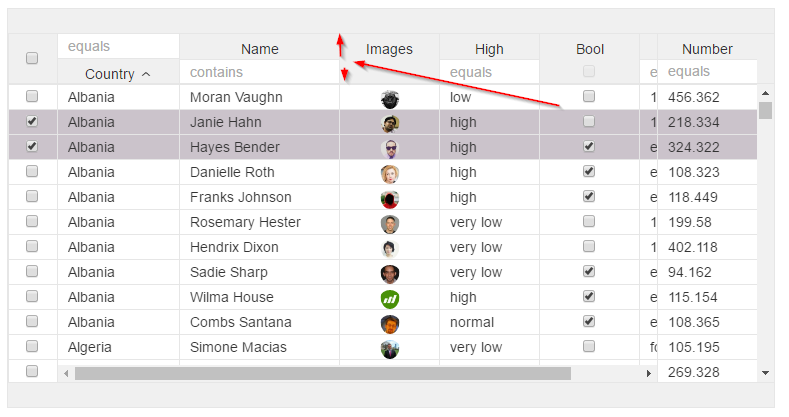 equals
Name Images High Bool Number
Country contains equals e equals
Albania Moran Vaughn low 1 456.362
Albania Janie Hahn high 1 218.334
Albania Hayes Bender high e 324.322
Albania Danielle Roth high e 108.323
Albania Franks Johnson high e 118.449
Albania Rosemary Hester very low 1 199.58
Albania Hendrix Dixon very low 1 402.118
Albania Sadie Sharp very low e 94.162
Albania Wilma House high e 115.154
Albania Combs Santana normal e 108.365
Algeria Simone Macias very low fo 105.195
269.328